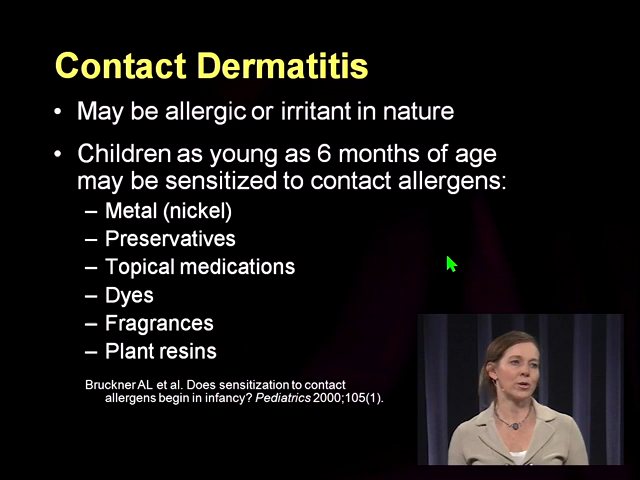 Contact Dermatitis
• May be allergic or irritant in nature
• Children as young as 6 months of age
may be sensitized to contact allergens:
– Metal (nickel)
– Preservatives
– Topical medications
– Dyes
– Fragrances
– Plant resins
Bruckner AL et al. Does sensitization to contact
allergens begin in infancy? Pediatrics 2000;105(1).